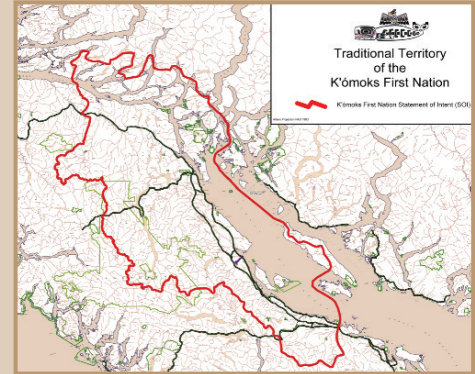 Traditional Territory
of the
K'ómoks First Nation
K'ómoks First Nation Statement of Intent (SOI)